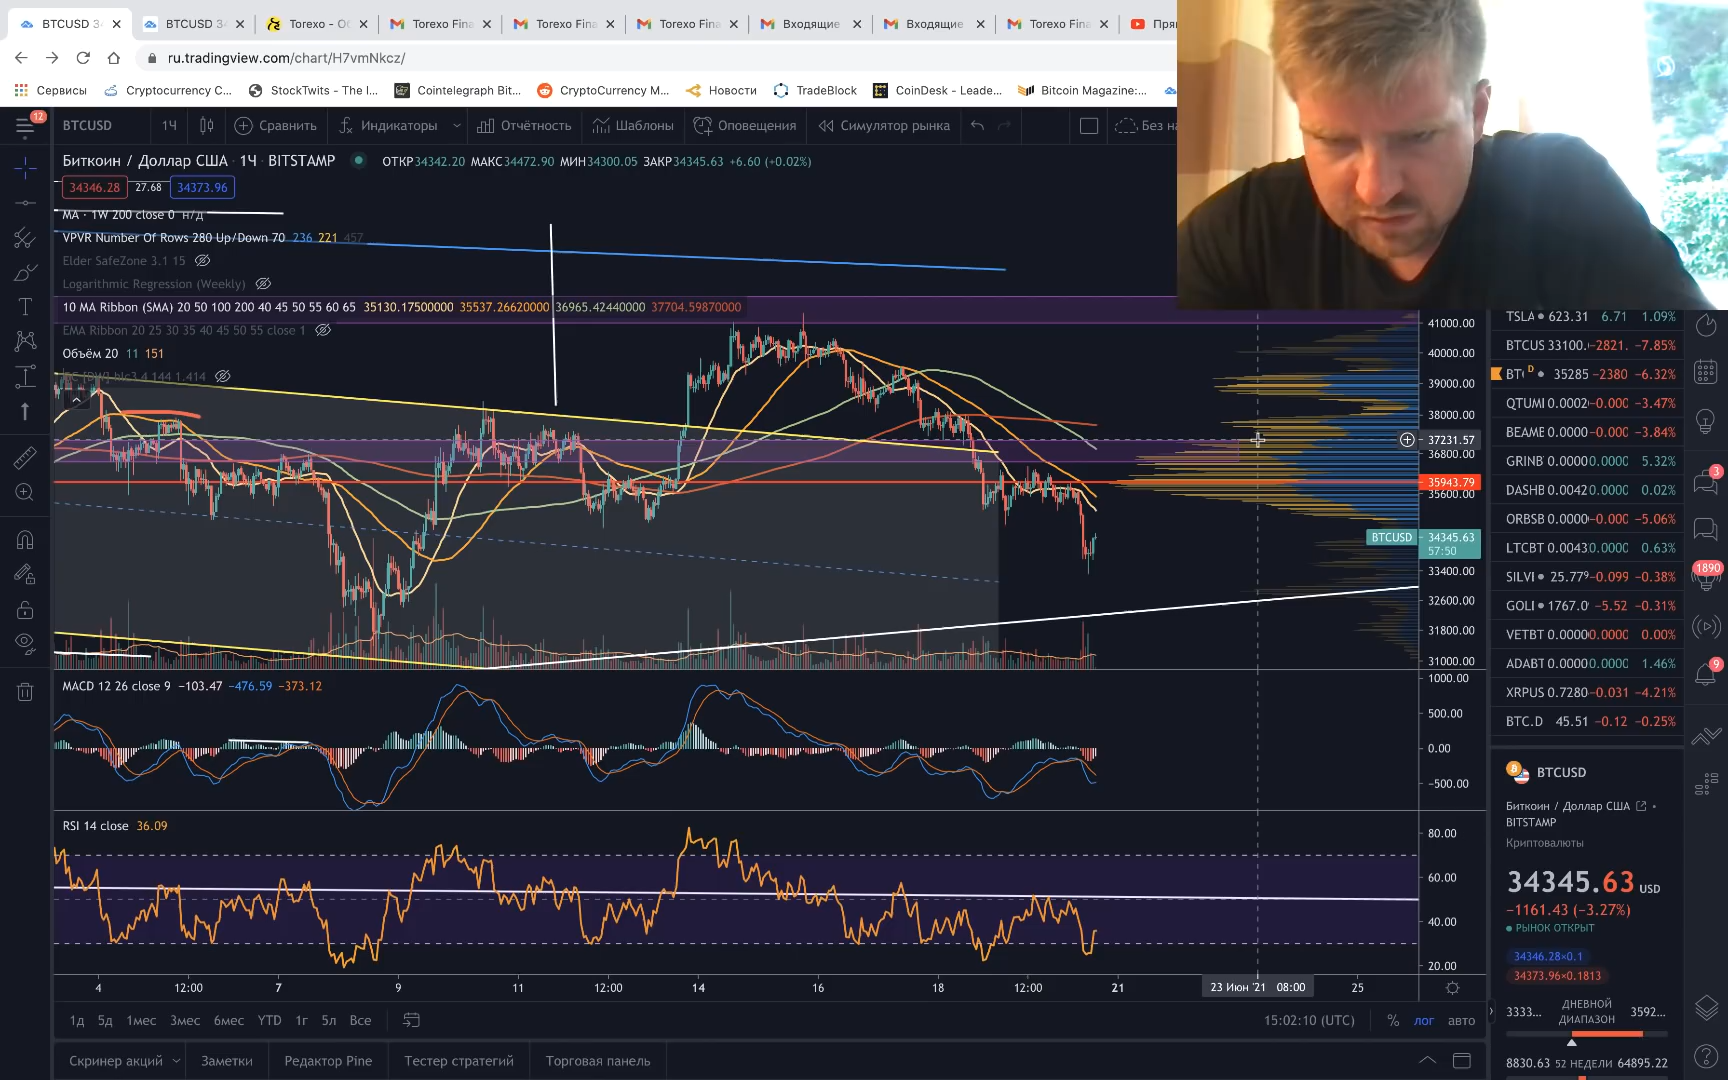 BTCUSD 3
BTCUSD 34
Torexo - О
Torexo Fina
Torexo Fina
Torexo Fina
Входящие
Входящие
Torexo Fina
Пря
ru.tradingview.com/chart/H7vmNkcz/
Сервисы
Cryptocurrency C...
StockTwits - The I...
Cointelegraph Bit...
CryptoCurrency M...
Новости
TradeBlock
CoinDesk - Leade...
Bitcoin Magazine:...
12
BTCUSD
1Ч
Сравнить
Индикаторы
Отчётность
Шаблоны
Оповещения
Симулятор рынка
Без на
Биткоин / Доллар США · 1Ч · BITSTAMP
ОТКР34342.20 МАКС34472.90 МИН34300.05 ЗАКР34345.63 +6.60 (+0.02%)
34346.28 27.68 34373.96
MA · 1W 200 close 0 н/д
VPVR Number Of Rows 280 Up/Down 70 236 221 457
Elder SafeZone 3.1 15
Logarithmic Regression (Weekly)
10 MA Ribbon (SMA) 20 50 100 200 40 45 50 55 60 65 35130.17500000 35537.26620000 36965.42440000 37704.59870000
EMA Ribbon 20 25 30 35 40 45 50 55 close 1
Объём 20 11 151
hlc3 4 144 1.414
41000.00
40000.00
39000.00
38000.00
37231.57
36800.00
35943.79
35600.00
BTCUSD 34345.63
57:50
33400.00
32600.00
31800.00
31000.00
MACD 12 26 close 9 −103.47 −476.59 −373.12
1000.00
500.00
0.00
−500.00
RSI 14 close 36.09
80.00
60.00
40.00
20.00
4 12:00 7 9 11 12:00 14 16 18 12:00 21 23 Июн '21 08:00 25
1д 5д 1мес 3мес 6мес YTD 1г 5л Все
15:02:10 (UTC) % лог авто
Скринер акций Заметки Редактор Pine Тестер стратегий Торговая панель
TSLA 623.31 6.71 1.09%
BTCUS 33100. −2821. −7.85%
BT D 35285 −2380 −6.32%
QTUMI 0.0002 −0.000 −3.47%
BEAME 0.0000 −0.000 −3.84%
GRINB 0.0000 0.0000 5.32%
DASHB 0.0042 0.0000 0.02%
ORBSB 0.0000 −0.000 −5.06%
LTCBT 0.0043 0.0000 0.63%
SILVI 25.779 −0.099 −0.38%
GOLI 1767.0 −5.52 −0.31%
VETBT 0.0000 0.0000 0.00%
ADABT 0.0000 0.0000 1.46%
XRPUS 0.7280 −0.031 −4.21%
BTC.D 45.51 −0.12 −0.25%
BTCUSD
Биткоин / Доллар США
BITSTAMP
Криптовалюты
34345.63 USD
−1161.43 (−3.27%)
РЫНОК ОТКРЫТ
34346.28×0.1
34373.96×0.1813
3333... ДНЕВНОЙ ДИАПАЗОН 3592...
8830.63 52 НЕДЕЛИ 64895.22
3
1890
9